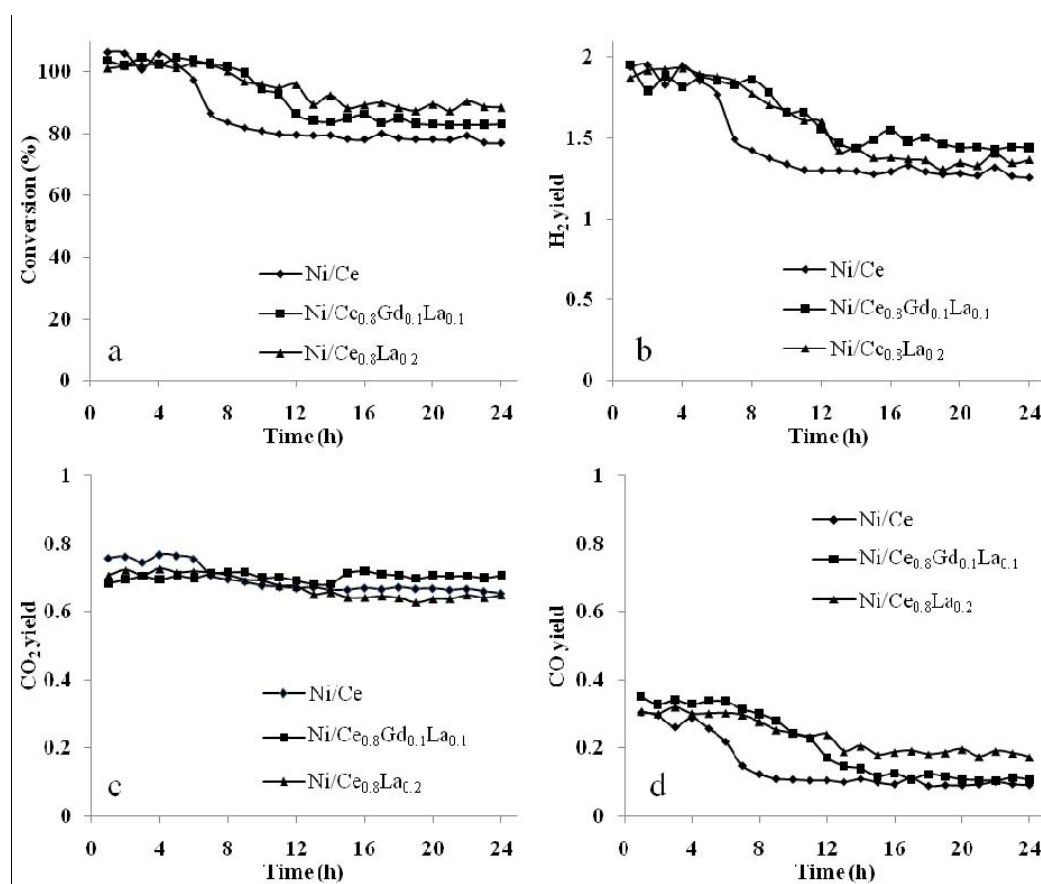 Conversion (%)
100
80
60
40
20
0
Ni/Ce
Ni/Ce0.8Gd0.1La0.1
Ni/Ce0.8La0.2
a
0 4 8 12 16 20 24
Time (h)
H2 yield
2
1.5
1
0.5
0
Ni/Ce
Ni/Ce0.8Gd0.1La0.1
Ni/Ce0.8La0.2
b
0 4 8 12 16 20 24
Time (h)
CO2 yield
1
0.8
0.6
0.4
0.2
0
Ni/Ce
Ni/Ce0.8Gd0.1La0.1
Ni/Ce0.8La0.2
c
0 4 8 12 16 20 24
Time (h)
CO yield
1
0.8
0.6
0.4
0.2
0
Ni/Ce
Ni/Ce0.8Gd0.1La0.1
Ni/Ce0.8La0.2
d
0 4 8 12 16 20 24
Time (h)